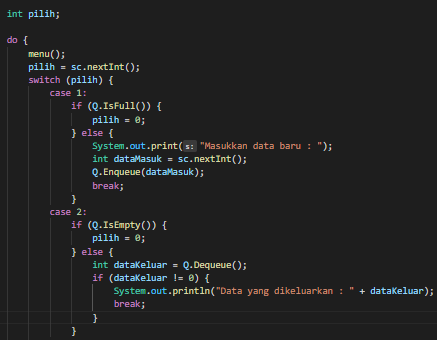 int pilih;
do {
menu();
pilih = sc.nextInt();
switch (pilih) {
case 1:
if (Q.IsFull()) {
pilih = 0;
} else {
System.out.print(s: "Masukkan data baru : ");
int dataMasuk = sc.nextInt();
Q.Enqueue(dataMasuk);
break;
}
case 2:
if (Q.IsEmpty()) {
pilih = 0;
} else {
int dataKeluar = Q.Dequeue();
if (dataKeluar != 0) {
System.out.println("Data yang dikeluarkan : " + dataKeluar);
break;
}
}